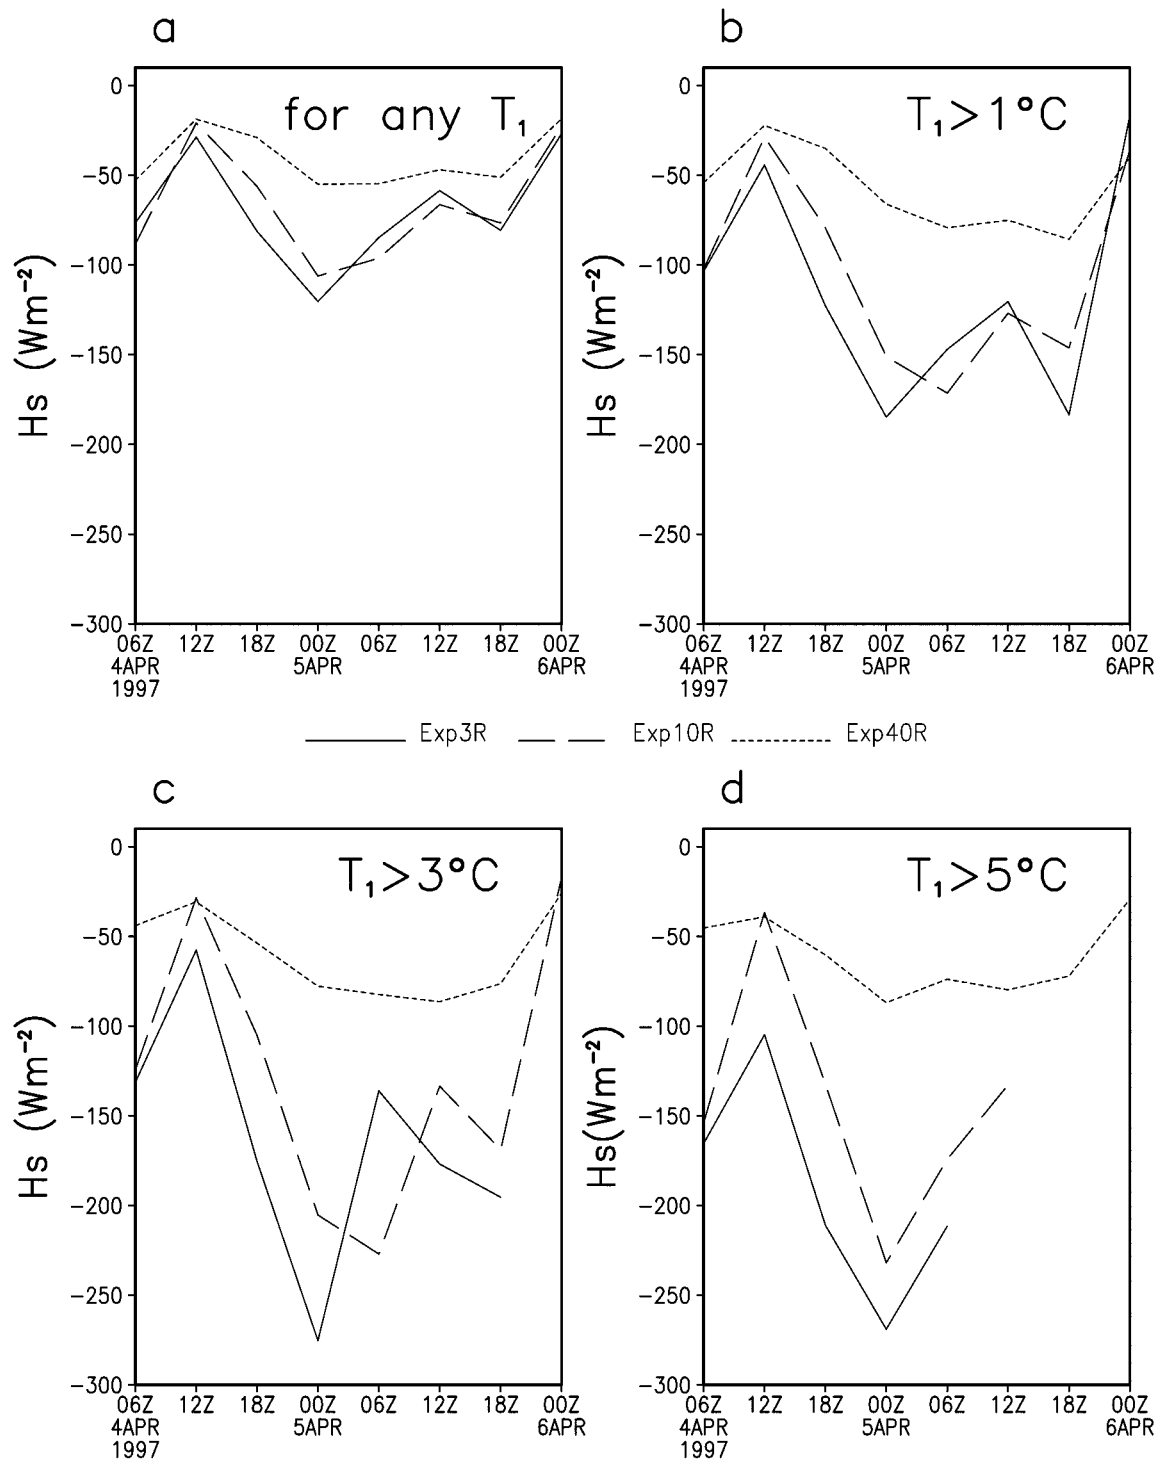 a
for any T₁
0
−50
−100
−150
−200
−250
−300
Hs (Wm⁻²)
06Z 12Z 18Z 00Z 06Z 12Z 18Z 00Z
4APR 5APR 6APR
1997
b
T₁>1°C
0
−50
−100
−150
−200
−250
−300
Hs (Wm⁻²)
06Z 12Z 18Z 00Z 06Z 12Z 18Z 00Z
4APR 5APR 6APR
1997
Exp3R Exp10R Exp40R
c
T₁>3°C
0
−50
−100
−150
−200
−250
−300
Hs (Wm⁻²)
06Z 12Z 18Z 00Z 06Z 12Z 18Z 00Z
4APR 5APR 6APR
1997
d
T₁>5°C
0
−50
−100
−150
−200
−250
−300
Hs(Wm⁻²)
06Z 12Z 18Z 00Z 06Z 12Z 18Z 00Z
4APR 5APR 6APR
1997